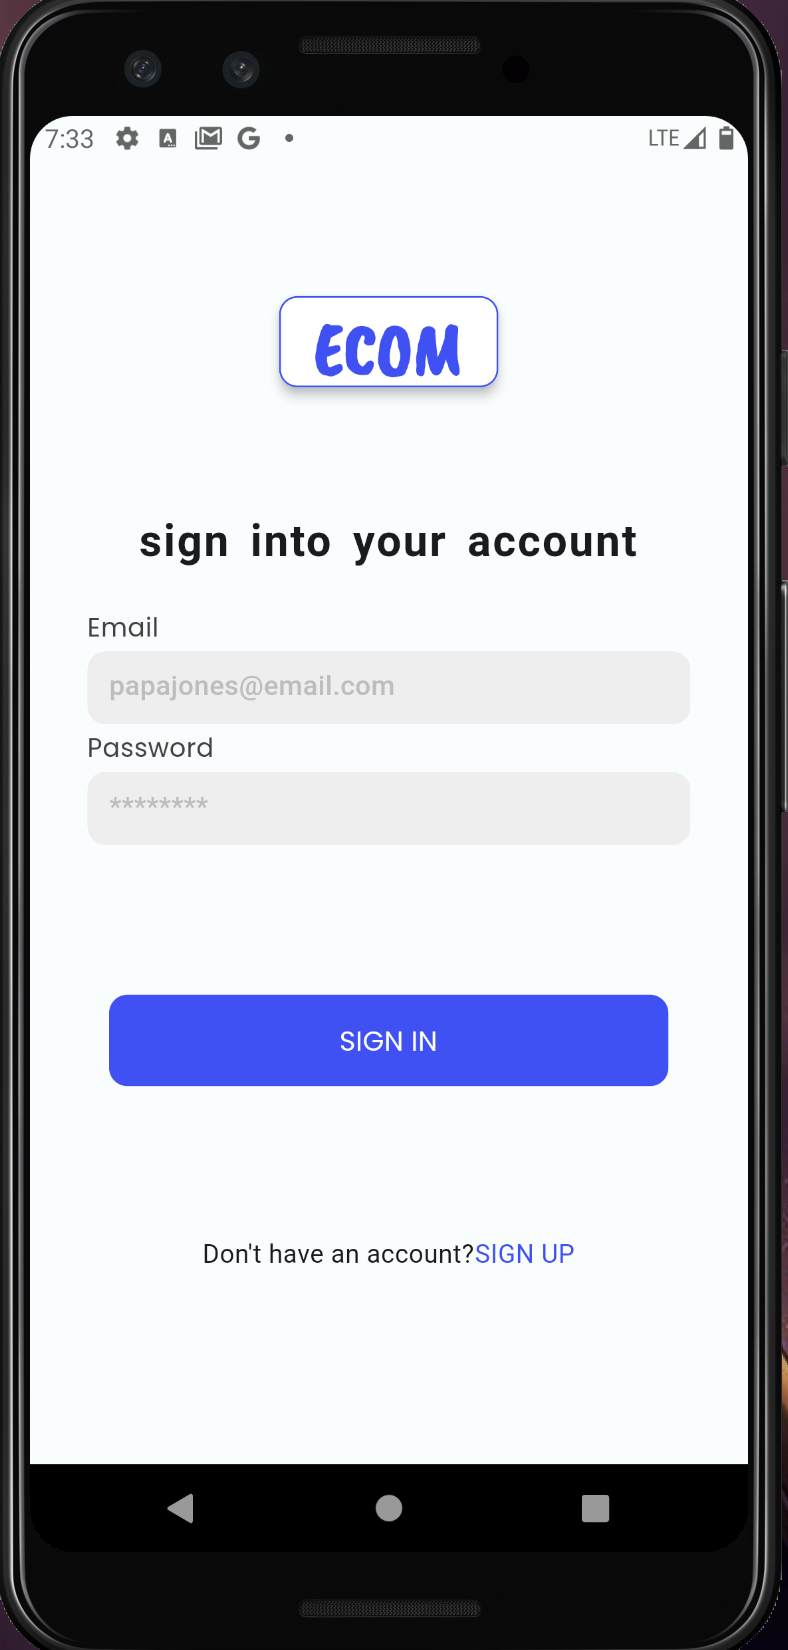 7:33 LTE
ECOM
sign into your account
Email
papajones@email.com
Password
********
SIGN IN
Don't have an account?SIGN UP